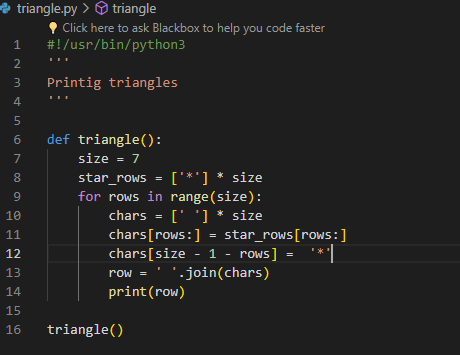 triangle.py > triangle
Click here to ask Blackbox to help you code faster
1 #!/usr/bin/python3
2 '''
3 Printig triangles
4 '''
5
6 def triangle():
7     size = 7
8     star_rows = ['*'] * size
9     for rows in range(size):
10         chars = [' '] * size
11         chars[rows:] = star_rows[rows:]
12         chars[size - 1 - rows] =  '*'
13         row = ' '.join(chars)
14         print(row)
15
16 triangle()